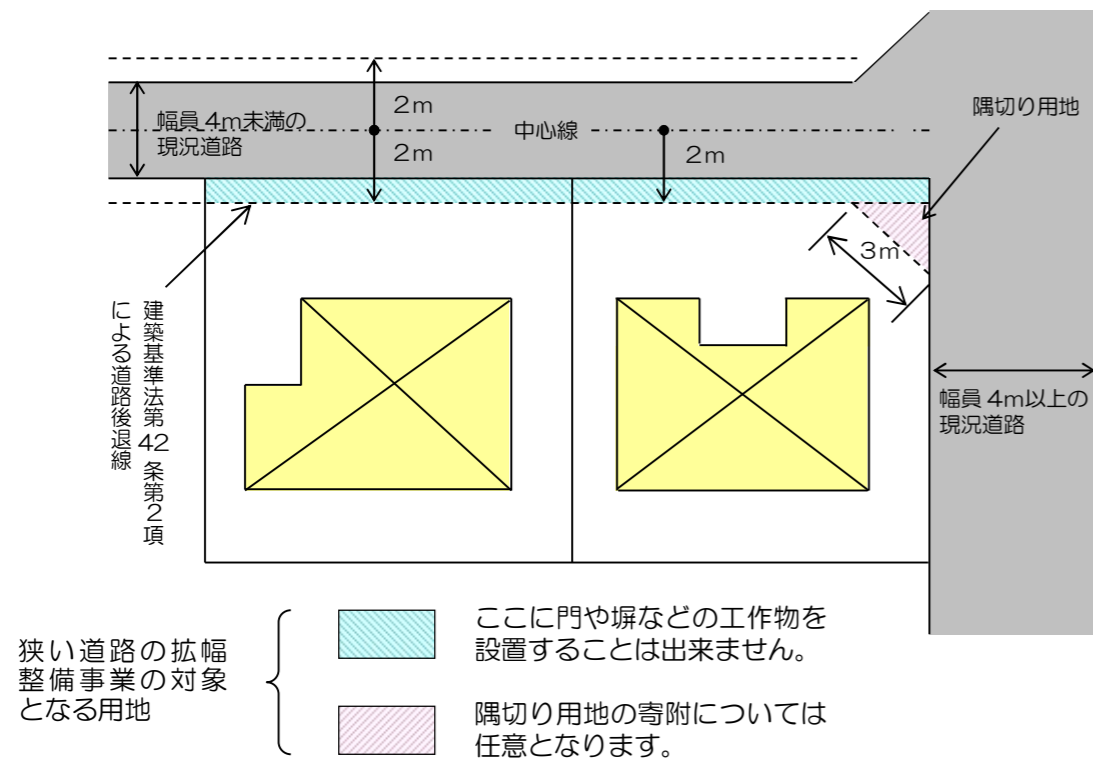 2m
隅切り用地
幅員 4m未満の
現況道路
中心線
2m
2m
3m
建築基準法第42条第2項
による道路後退線
幅員 4m以上の
現況道路
狭い道路の拡幅
整備事業の対象
となる用地
ここに門や塀などの工作物を
設置することは出来ません。
隅切り用地の寄附については
任意となります。